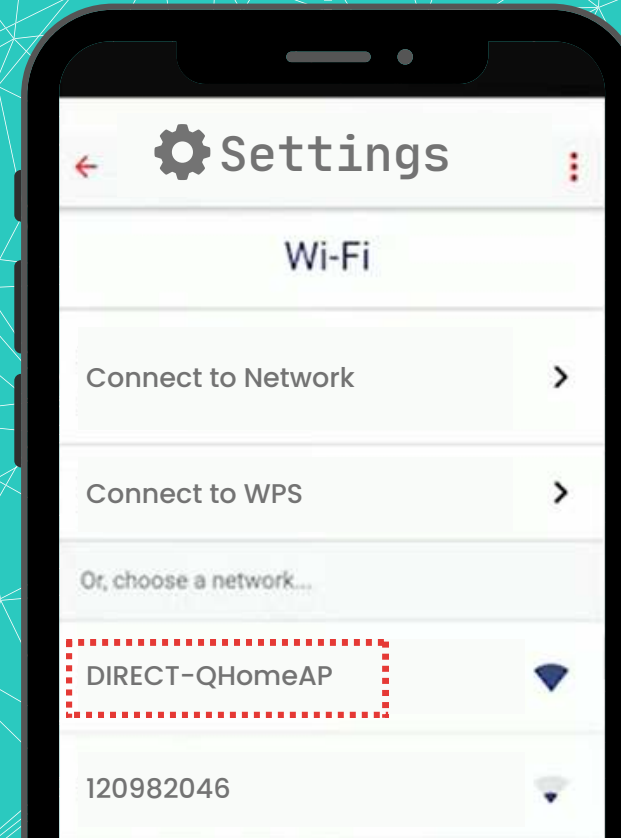 Settings
Wi-Fi
Connect to Network
Connect to WPS
Or, choose a network...
DIRECT-QHomeAP
120982046